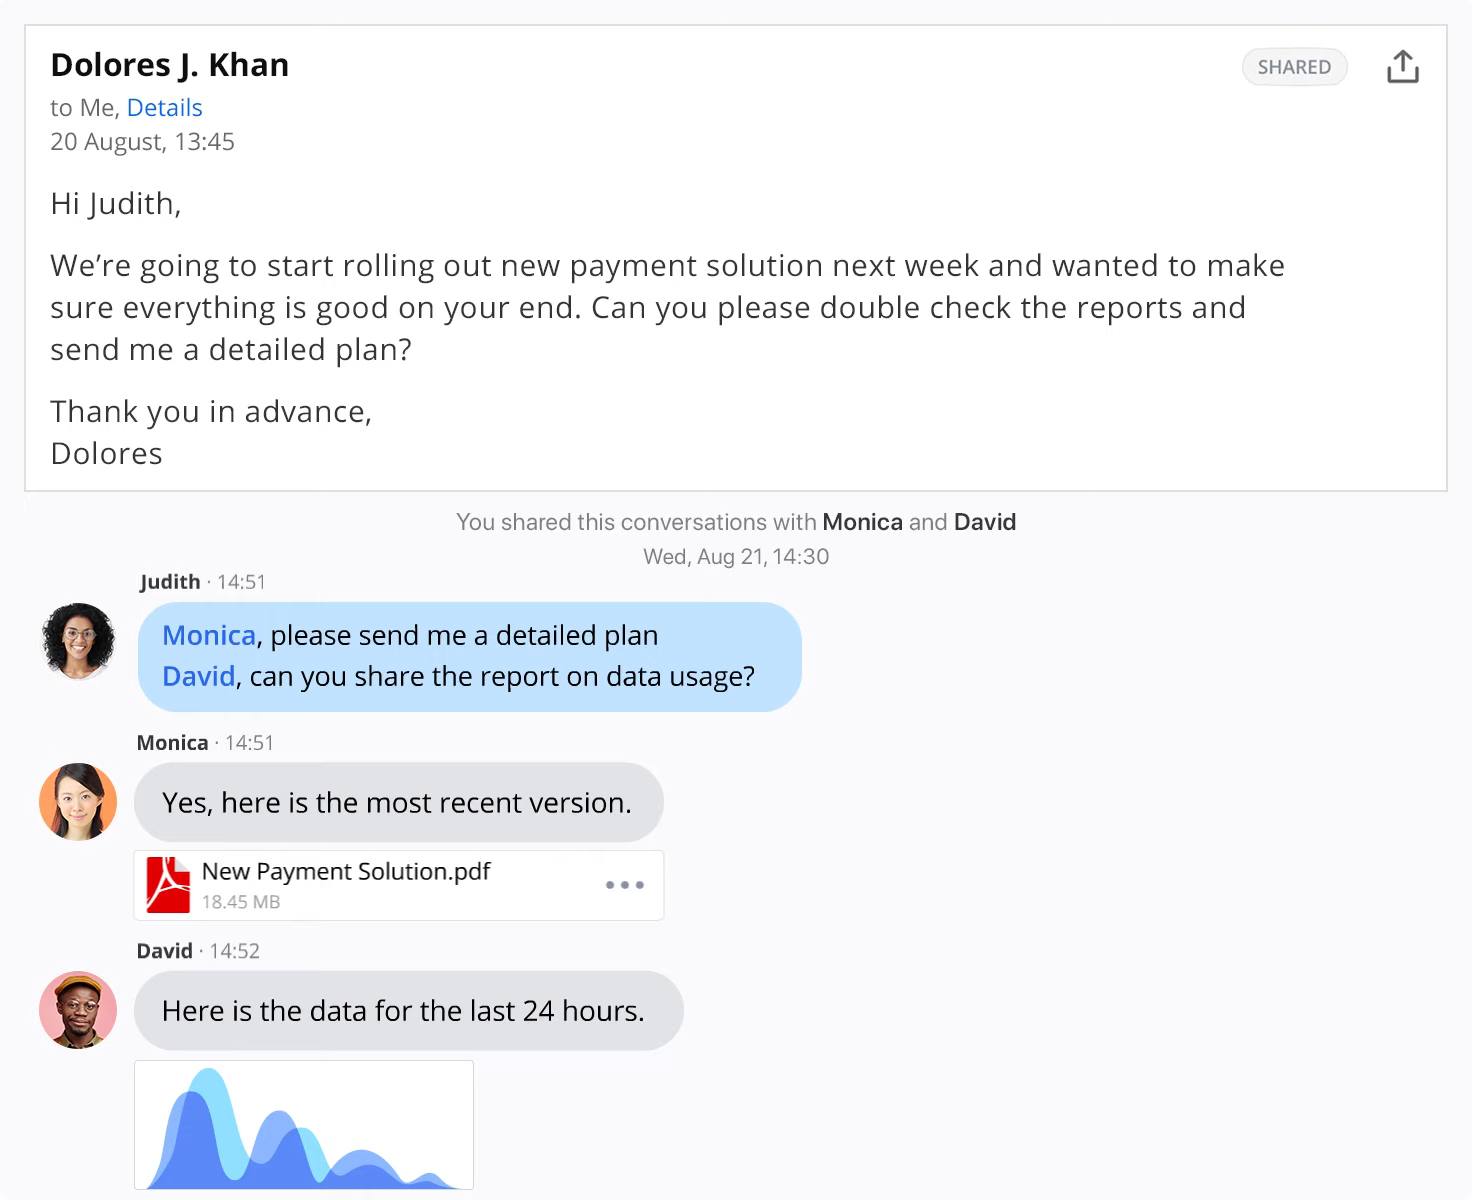 Dolores J. Khan
SHARED
to Me, Details
20 August, 13:45
Hi Judith,
We’re going to start rolling out new payment solution next week and wanted to make
sure everything is good on your end. Can you please double check the reports and
send me a detailed plan?
Thank you in advance,
Dolores
You shared this conversations with Monica and David
Wed, Aug 21, 14:30
Judith · 14:51
Monica, please send me a detailed plan
David, can you share the report on data usage?
Monica · 14:51
Yes, here is the most recent version.
New Payment Solution.pdf
18.45 MB
David · 14:52
Here is the data for the last 24 hours.